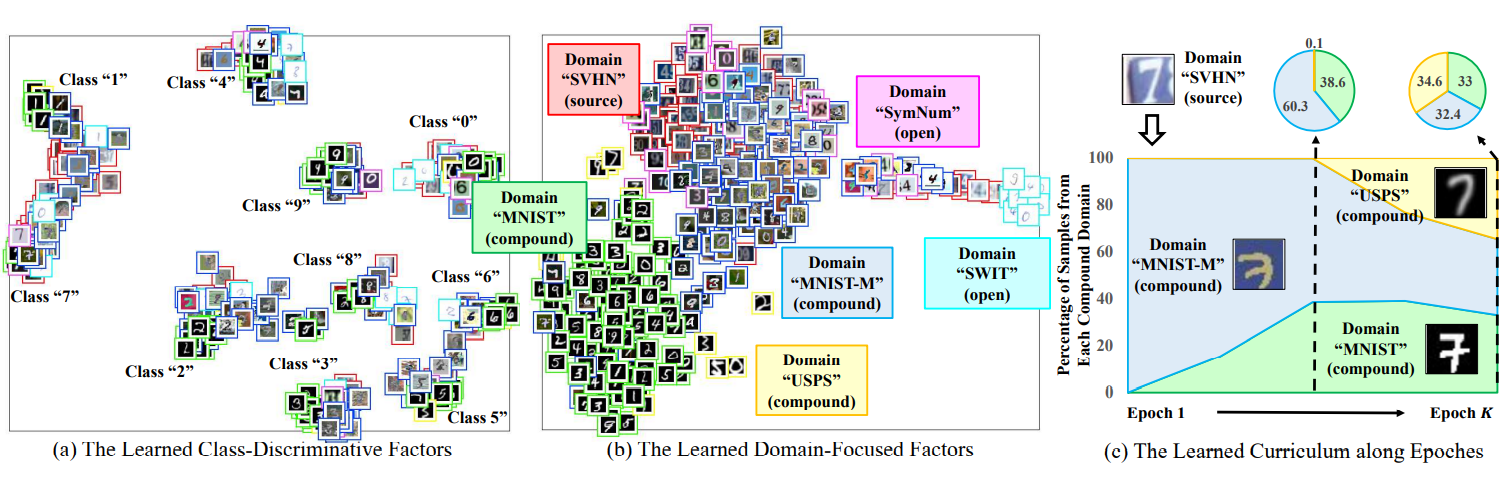 Class “1”
Class “4”
Class “0”
Class “9”
Class “7”
Class “8”
Class “6”
Class “2”
Class “3”
Class 5”
(a) The Learned Class-Discriminative Factors
Domain
“SVHN”
(source)
Domain
“SymNum”
(open)
Domain
“MNIST”
(compound)
Domain
“MNIST-M”
(compound)
Domain
“SWIT”
(open)
Domain
“USPS”
(compound)
(b) The Learned Domain-Focused Factors
Domain
“SVHN”
(source)
0.1
38.6
60.3
34.6
33
32.4
Percentage of Samples from
Each Compound Domain
100
80
60
40
20
0
Domain
“USPS”
(compound)
Domain
“MNIST-M”
(compound)
Domain
“MNIST”
(compound)
Epoch 1
Epoch K
(c) The Learned Curriculum along Epoches